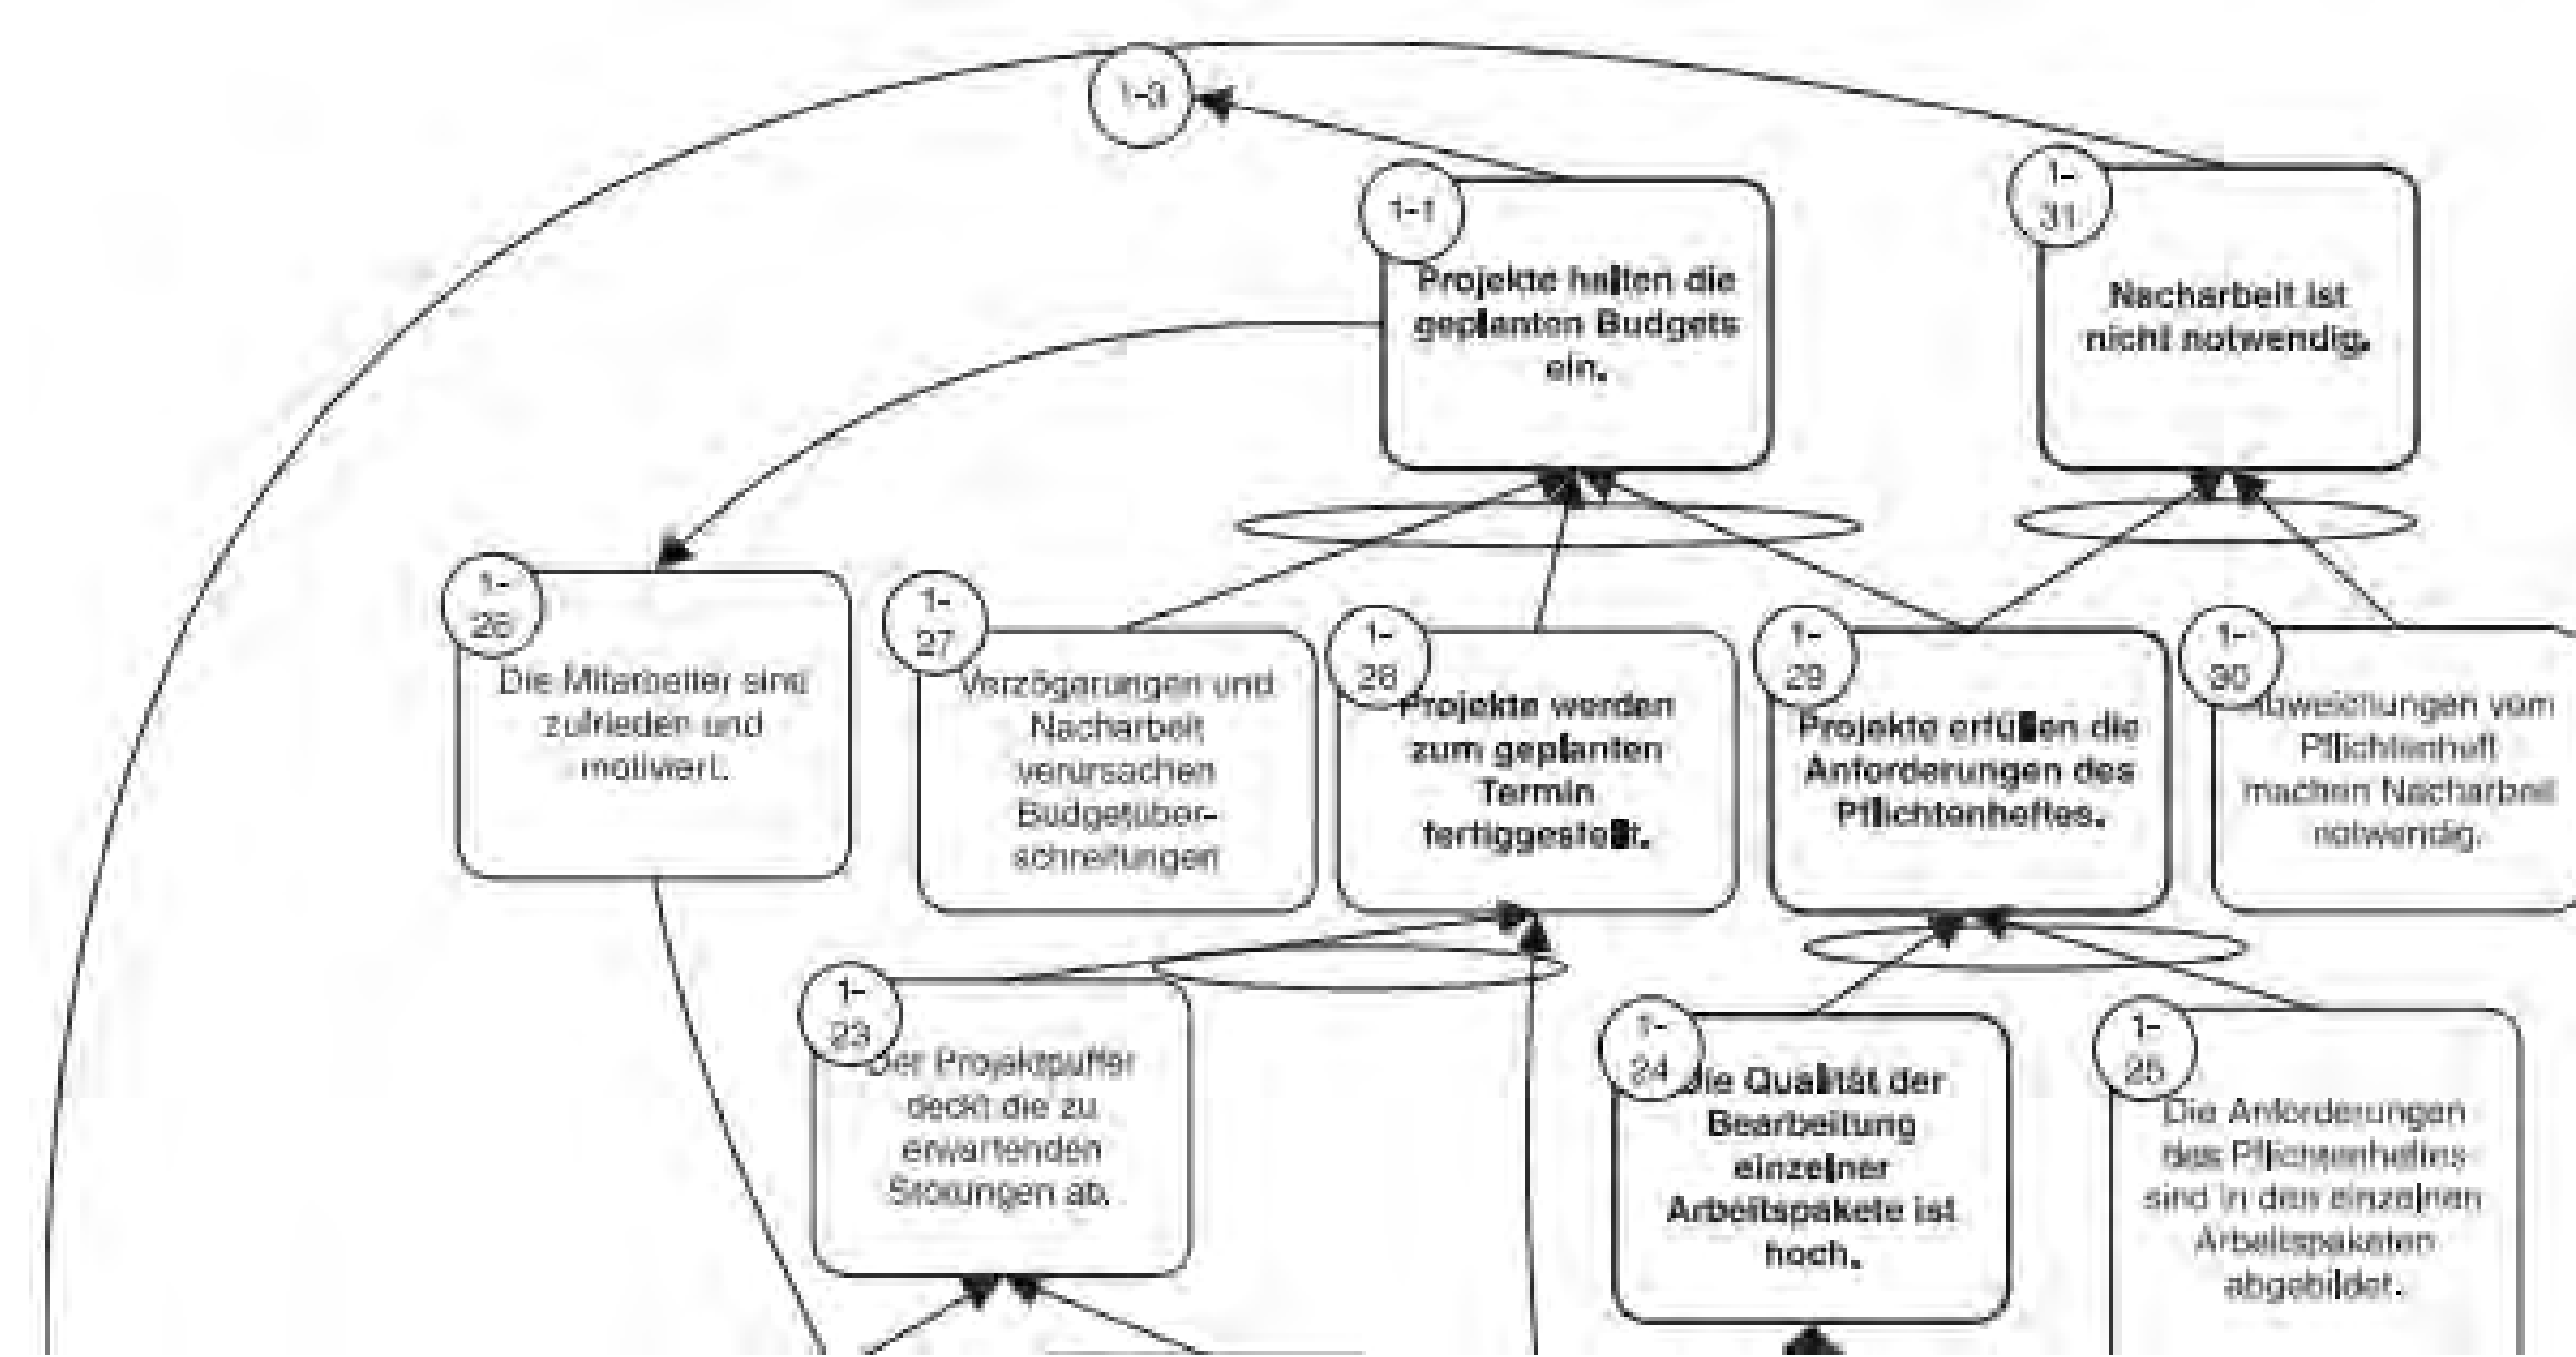 1-3
1-1
Projekte halten die
geplanten Budgets
ein.
1-
31
Nacharbeit ist
nicht notwendig.
1-
26
Die Mitarbeiter sind
zufrieden und
motiviert.
1-
27
Verzögerungen und
Nacharbeit
verursachen
Budgetüber-
schreitungen
1-
28
Projekte werden
zum geplanten
Termin
fertiggestellt.
1-
29
Projekte erfüllen die
Anforderungen des
Pflichtenheftes.
1-
30
Abweichungen vom
Pflichtenheft
machen Nacharbeit
notwendig.
1-
23
Der Projektpuffer
deckt die zu
erwartenden
Störungen ab.
1-
24
Die Qualität der
Bearbeitung
einzelner
Arbeitspakete ist
hoch.
1-
25
Die Anforderungen
des
sind in den einzelnen
Arbeitspaketen
abgebildet.